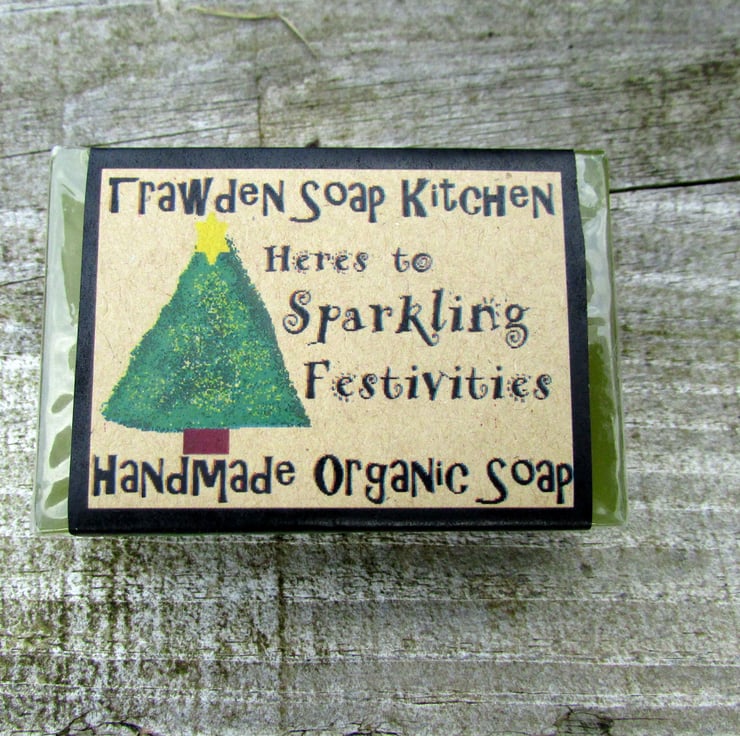 TrawDen Soap KitcHen
Heres to
Sparkling
Festivities
HandMade Organic Soap